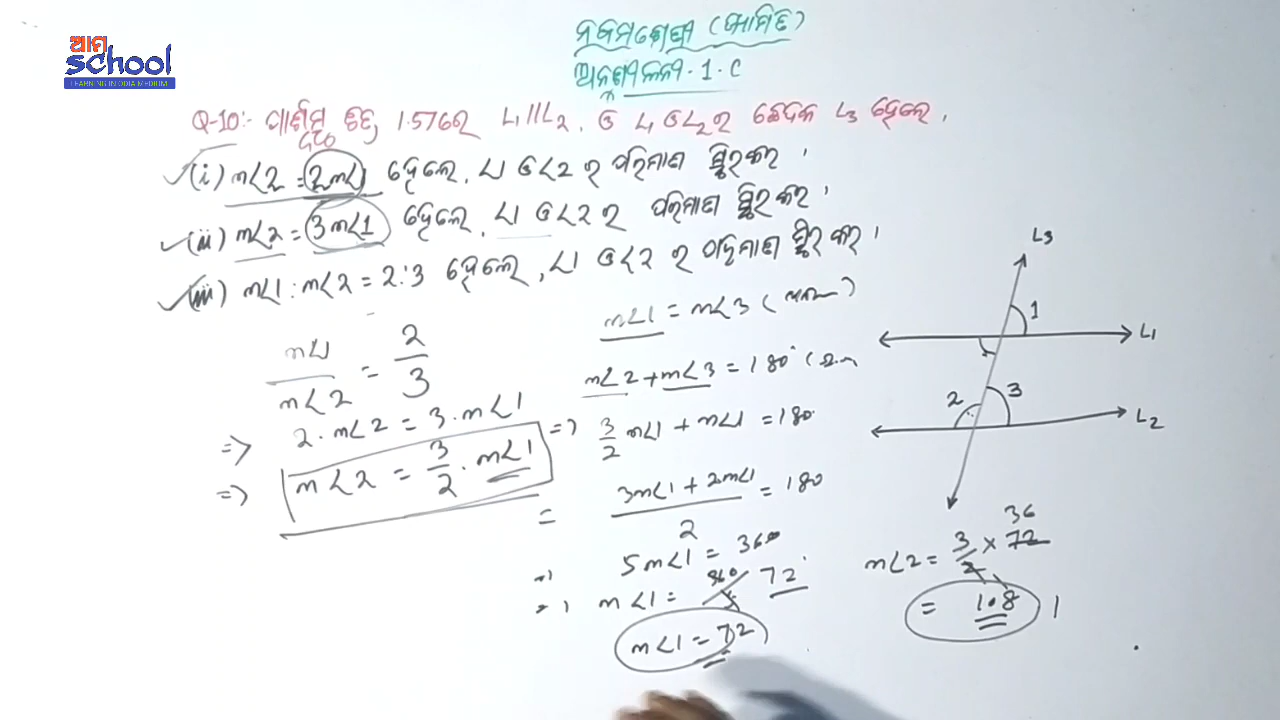 ଆମ
School
LEARNING IN ODIA MEDIUM
ନବମ ଶ୍ରେଣୀ (ଜ୍ୟାମିତି)
ଅନୁଶୀଳନୀ - 1 . C
Q-10:- ପାର୍ଶ୍ୱସ୍ଥ ଚିତ୍ର 1.57ରେ L1 || L2 , ଓ L1 ଓ L2 ର ଛେଦକ L3 ହେଲେ,
(i) m∠2 = 2m∠1 ହେଲେ, ∠1 ଓ ∠2 ର ପରିମାଣ ସ୍ଥିର କର ।
(ii) m∠2 = 3m∠1 ହେଲେ, ∠1 ଓ ∠2 ର ପରିମାଣ ସ୍ଥିର କର ।
(iii) m∠1 : m∠2 = 2:3 ହେଲେ, ∠1 ଓ ∠2 ର ପରିମାଣ ସ୍ଥିର କର ।
m∠1 / m∠2 = 2/3
=> 2 . m∠2 = 3 . m∠1
=> m∠2 = 3/2 . m∠1
m∠1 = m∠3
m∠2 + m∠3 = 180°
=> 3/2 m∠1 + m∠1 = 180
= (3m∠1 + 2m∠1) / 2 = 180
=> 5m∠1 = 360
=> m∠1 = 360/5 72
m∠1 = 72
L3
1
L1
2
3
L2
m∠2 = 3/2 × 72 36
= 108 |